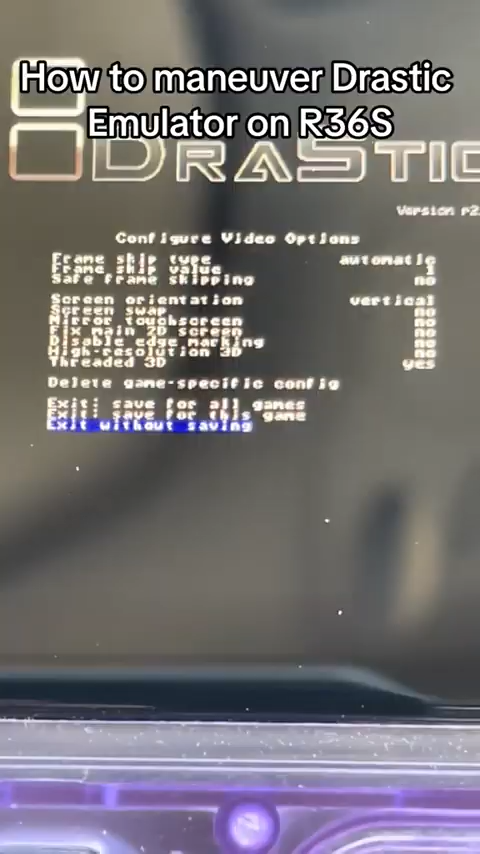 How to maneuver Drastic
Emulator on R36S
DRASTIC
Version r2
Configure Video Options
Frame skip type automatic
Frame skip value 1
Safe frame skipping no
Screen orientation vertical
Screen swap no
Mirror touchscreen no
Fix main 2D screen no
Disable edge marking no
High-resolution 3D no
Threaded 3D yes
Delete game-specific config
Exit: save for all games
Exit: save for this game
Exit without saving